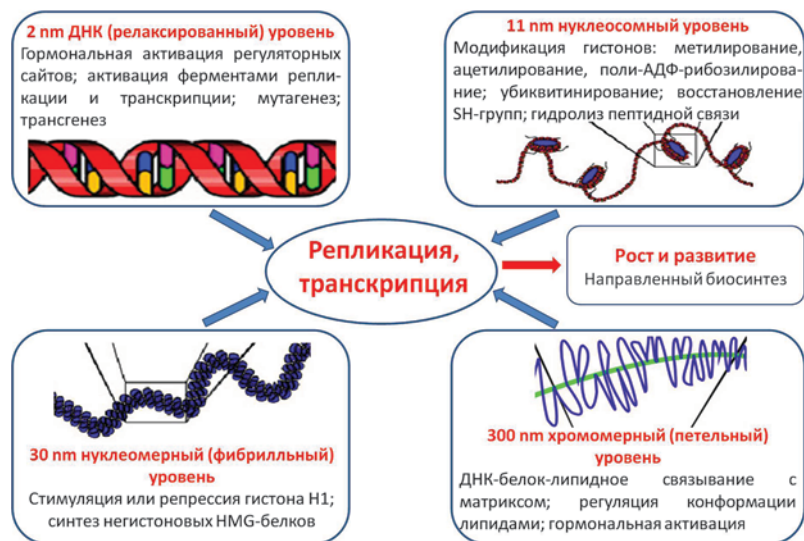 2 nm ДНК (релаксированный) уровень
Гормональная активация регуляторных
сайтов; активация ферментами репли-
кации и транскрипции; мутагенез;
трансгенез
11 nm нуклеосомный уровень
Модификация гистонов: метилирование,
ацетилирование, поли-АДФ-рибозилирова-
ние; убиквитинирование; восстановление
SH-групп; гидролиз пептидной связи
Репликация,
транскрипция
Рост и развитие
Направленный биосинтез
30 nm нуклеомерный (фибрилльный)
уровень
Стимуляция или репрессия гистона H1;
синтез негистоновых HMG-белков
300 nm хромомерный (петельный)
уровень
ДНК-белок-липидное связывание с
матриксом; регуляция конформации
липидами; гормональная активация